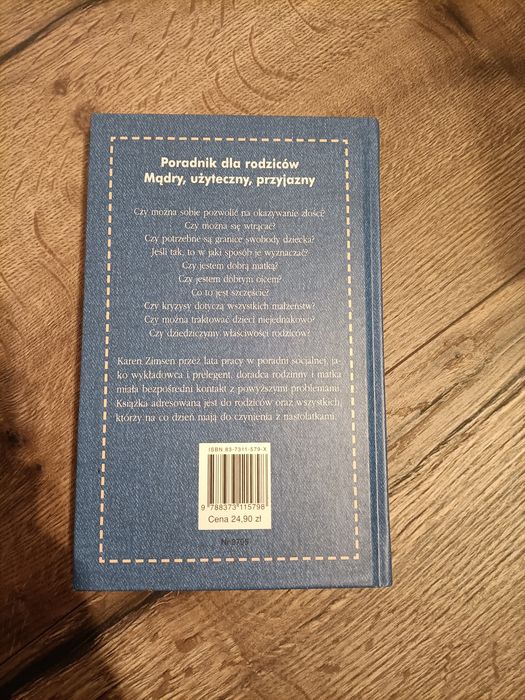 Poradnik dla rodziców
Mądry, użyteczny, przyjazny
Czy można sobie pozwolić na okazywanie złości?
Czy można się wtrącać?
Czy potrzebne są granice swobody dziecka?
Jeśli tak, to w jaki sposób je wyznaczać?
Czy jestem dobrą matką?
Czy jestem dobrym ojcem?
Co to jest szczęście?
Czy kryzysy dotyczą wszystkich małżeństw?
Czy można traktować dzieci niejednakowo?
Czy dziedziczymy właściwości rodziców?
Karen Zimsen przez lata pracy w poradni socjalnej, ja-
ko wykładowca i prelegent, doradca rodzinny i matka
miała bezpośredni kontakt z powyższymi problemami.
Książka adresowana jest do rodziców oraz wszystkich,
którzy na co dzień mają do czynienia z nastolatkami.
ISBN 83-7311-579-X
9 788373 115798
Cena 24,90 zł